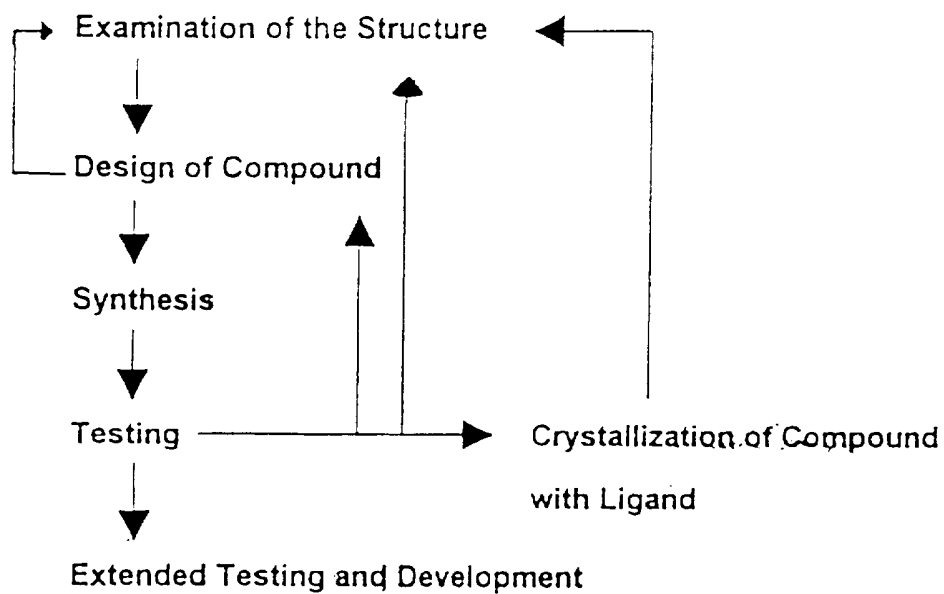 Examination of the Structure
Design of Compound
Synthesis
Testing
Crystallization of Compound
with Ligand
Extended Testing and Development